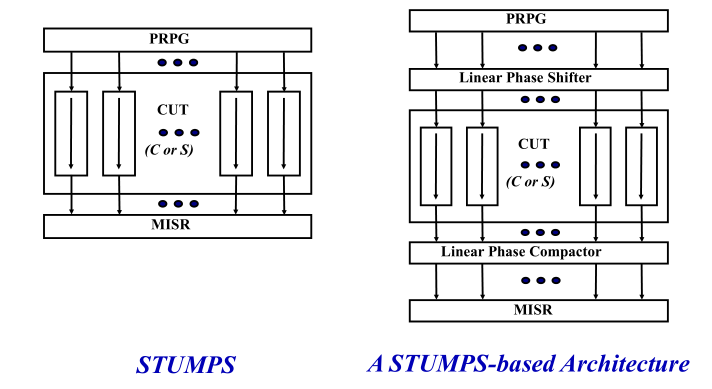 PRPG
CUT
(C or S)
MISR
STUMPS
PRPG
Linear Phase Shifter
CUT
(C or S)
Linear Phase Compactor
MISR
A STUMPS-based Architecture